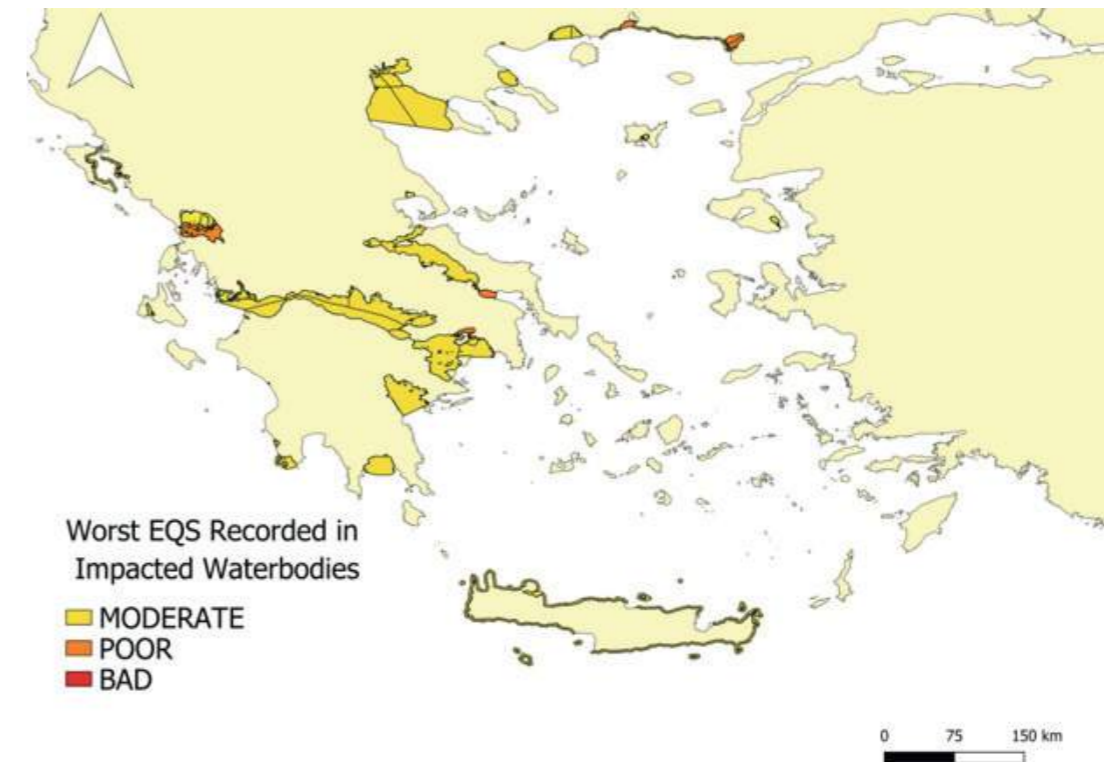 Worst EQS Recorded in
Impacted Waterbodies
MODERATE
POOR
BAD
0 75 150 km